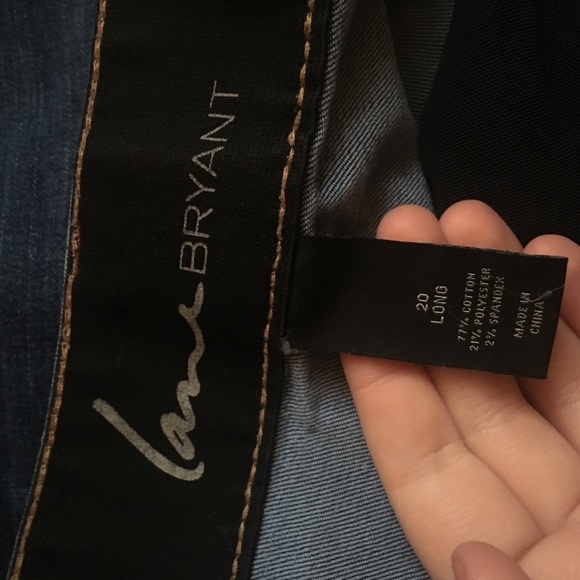 lane BRYANT
20
LONG
77% COTTON
21% POLYESTER
2% SPANDEX
MADE IN
CHINA